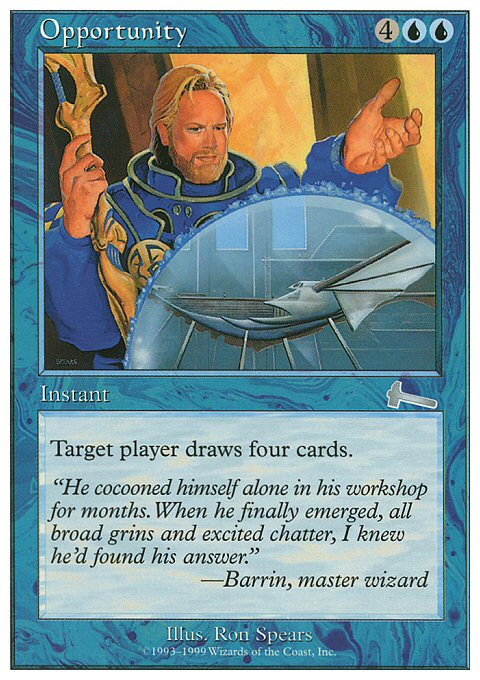 Opportunity 4
SPEARS
Instant
Target player draws four cards.
“He cocooned himself alone in his workshop
for months. When he finally emerged, all
broad grins and excited chatter, I knew
he’d found his answer.”
—Barrin, master wizard
Illus. Ron Spears
©1993–1999 Wizards of the Coast, Inc.